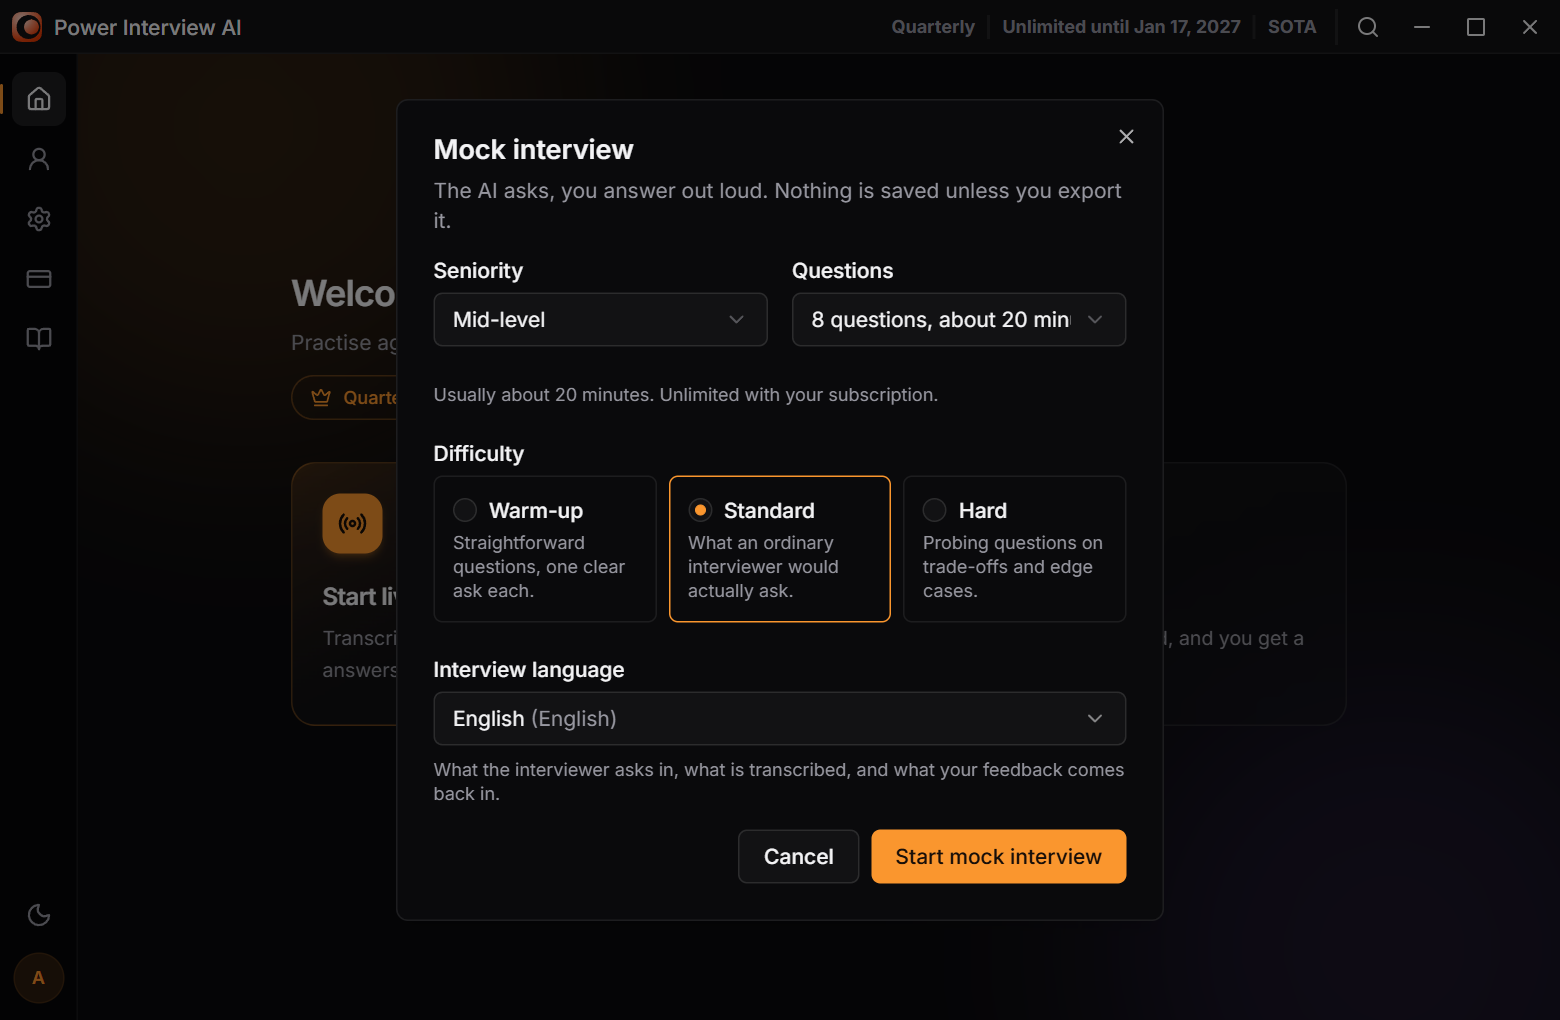 Power Interview AI
Quarterly
Unlimited until Jan 17, 2027
SOTA
Mock interview
The AI asks, you answer out loud. Nothing is saved unless you export
it.
Seniority
Questions
Mid-level
8 questions, about 20 min
Usually about 20 minutes. Unlimited with your subscription.
Difficulty
Warm-up
Straightforward
questions, one clear
ask each.
Standard
What an ordinary
interviewer would
actually ask.
Hard
Probing questions on
trade-offs and edge
cases.
Interview language
English (English)
What the interviewer asks in, what is transcribed, and what your feedback comes
back in.
Cancel
Start mock interview
Welco
Practise ag
Quarte
Start li
Transcri
answers
, and you get a
A